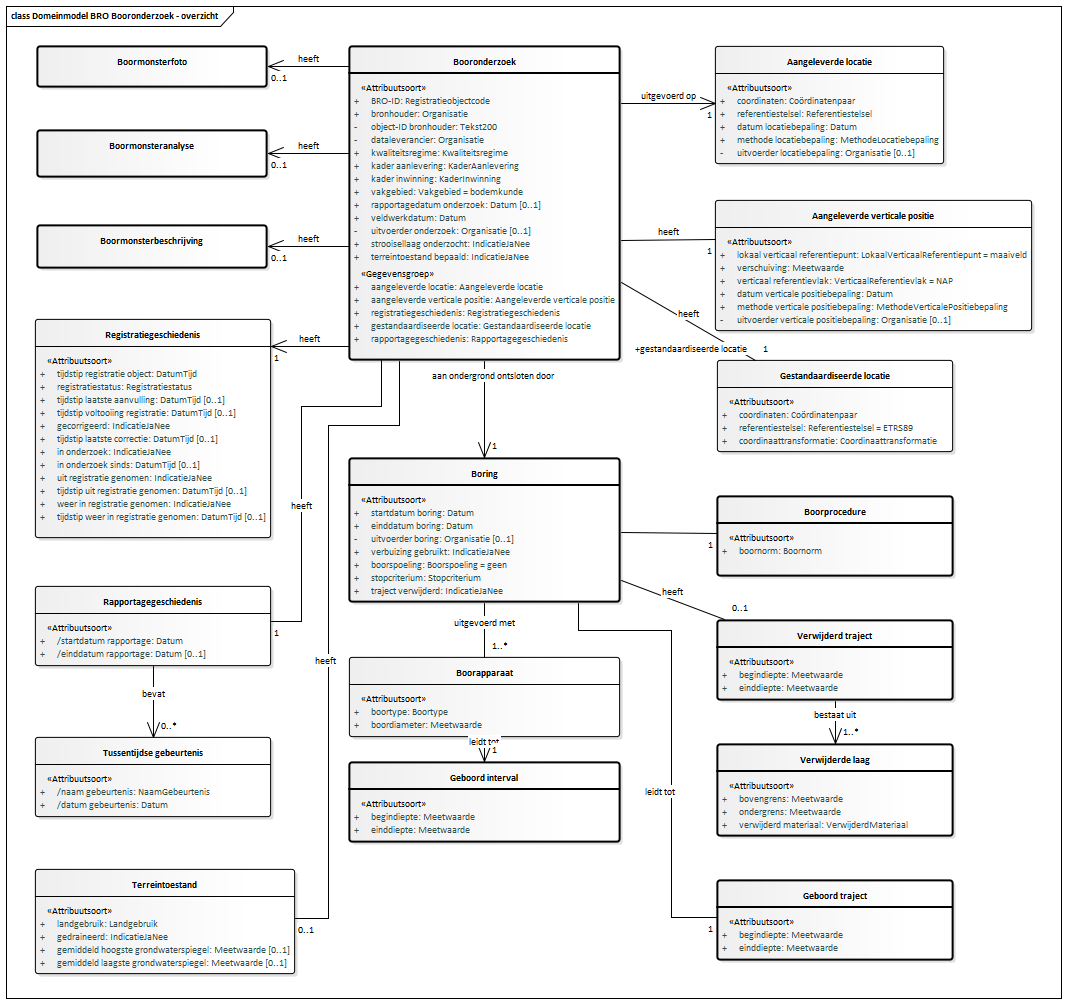 class Domeinmodel BRO Booronderzoek - overzicht
Boormonsterfoto
heeft
0..1
Boormonsteranalyse
heeft
0..1
Boormonsterbeschrijving
heeft
0..1
Booronderzoek
«Attribuutsoort»
+ BRO-ID: Registratieobjectcode
+ bronhouder: Organisatie
- object-ID bronhouder: Tekst200
- dataleverancier: Organisatie
+ kwaliteitsregime: Kwaliteitsregime
+ kader aanlevering: KaderAanlevering
+ kader inwinning: KaderInwinning
+ vakgebied: Vakgebied = bodemkunde
+ rapportagedatum onderzoek: Datum [0..1]
+ veldwerkdatum: Datum
- uitvoerder onderzoek: Organisatie [0..1]
+ strooisellaag onderzocht: IndicatieJaNee
+ terreintoestand bepaald: IndicatieJaNee
«Gegevensgroep»
+ aangeleverde locatie: Aangeleverde locatie
+ aangeleverde verticale positie: Aangeleverde verticale positie
+ registratiegeschiedenis: Registratiegeschiedenis
+ gestandaardiseerde locatie: Gestandaardiseerde locatie
+ rapportagegeschiedenis: Rapportagegeschiedenis
uitgevoerd op
1
Aangeleverde locatie
«Attribuutsoort»
+ coordinaten: Coördinatenpaar
+ referentiestelsel: Referentiestelsel
+ datum locatiebepaling: Datum
+ methode locatiebepaling: MethodeLocatiebepaling
- uitvoerder locatiebepaling: Organisatie [0..1]
heeft
1
Aangeleverde verticale positie
«Attribuutsoort»
+ lokaal verticaal referentiepunt: LokaalVerticaalReferentiepunt = maaiveld
+ verschuiving: Meetwaarde
+ verticaal referentievlak: VerticaalReferentievlak = NAP
+ datum verticale positiebepaling: Datum
+ methode verticale positiebepaling: MethodeVerticalePositiebepaling
- uitvoerder verticale positiebepaling: Organisatie [0..1]
heeft
+gestandaardiseerde locatie 1
Gestandaardiseerde locatie
«Attribuutsoort»
+ coordinaten: Coördinatenpaar
+ referentiestelsel: Referentiestelsel = ETRS89
+ coordinaattransformatie: Coordinaattransformatie
heeft
1
Registratiegeschiedenis
«Attribuutsoort»
+ tijdstip registratie object: DatumTijd
+ registratiestatus: Registratiestatus
+ tijdstip laatste aanvulling: DatumTijd [0..1]
+ tijdstip voltooiing registratie: DatumTijd [0..1]
+ gecorrigeerd: IndicatieJaNee
+ tijdstip laatste correctie: DatumTijd [0..1]
+ in onderzoek: IndicatieJaNee
+ in onderzoek sinds: DatumTijd [0..1]
+ uit registratie genomen: IndicatieJaNee
+ tijdstip uit registratie genomen: DatumTijd [0..1]
+ weer in registratie genomen: IndicatieJaNee
+ tijdstip weer in registratie genomen: DatumTijd [0..1]
aan ondergrond ontsloten door
1
Boring
«Attribuutsoort»
+ startdatum boring: Datum
+ einddatum boring: Datum
- uitvoerder boring: Organisatie [0..1]
+ verbuizing gebruikt: IndicatieJaNee
+ boorspoeling: Boorspoeling = geen
+ stopcriterium: Stopcriterium
+ traject verwijderd: IndicatieJaNee
1
Boorprocedure
«Attribuutsoort»
+ boornorm: Boornorm
heeft
0..1
Verwijderd traject
«Attribuutsoort»
+ begindiepte: Meetwaarde
+ einddiepte: Meetwaarde
bestaat uit
1..*
Verwijderde laag
«Attribuutsoort»
+ bovengrens: Meetwaarde
+ ondergrens: Meetwaarde
+ verwijderd materiaal: VerwijderdMateriaal
heeft
1
Rapportagegeschiedenis
«Attribuutsoort»
+ /startdatum rapportage: Datum
+ /einddatum rapportage: Datum [0..1]
bevat
0..*
Tussentijdse gebeurtenis
«Attribuutsoort»
+ /naam gebeurtenis: NaamGebeurtenis
+ /datum gebeurtenis: Datum
uitgevoerd met
1..*
Boorapparaat
«Attribuutsoort»
+ boortype: Boortype
+ boordiameter: Meetwaarde
leidt tot
1
Geboord interval
«Attribuutsoort»
+ begindiepte: Meetwaarde
+ einddiepte: Meetwaarde
heeft
0..1
Terreintoestand
«Attribuutsoort»
+ landgebruik: Landgebruik
+ gedraineerd: IndicatieJaNee
+ gemiddeld hoogste grondwaterspiegel: Meetwaarde [0..1]
+ gemiddeld laagste grondwaterspiegel: Meetwaarde [0..1]
leidt tot
1
Geboord traject
«Attribuutsoort»
+ begindiepte: Meetwaarde
+ einddiepte: Meetwaarde